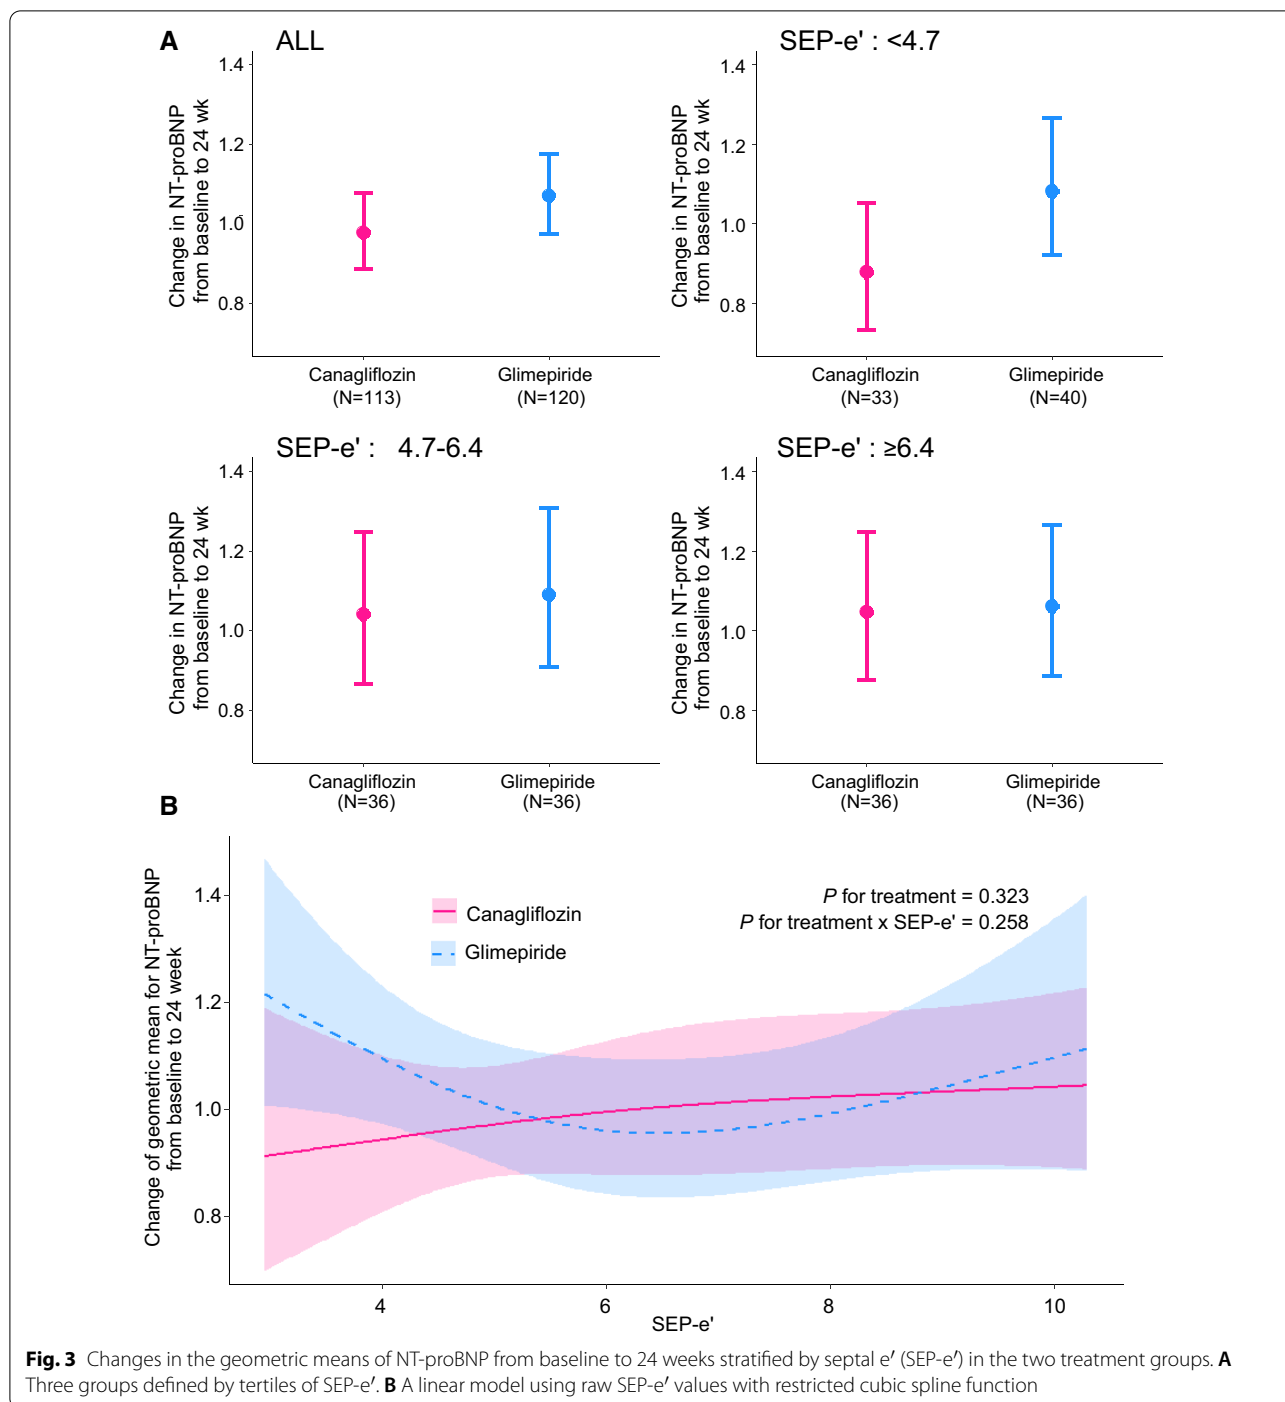 A
ALL
Change in NT-proBNP
from baseline to 24 wk
1.4
1.2
1.0
0.8
Canagliflozin
(N=113)
Glimepiride
(N=120)
SEP-e' : <4.7
Change in NT-proBNP
from baseline to 24 wk
1.4
1.2
1.0
0.8
Canagliflozin
(N=33)
Glimepiride
(N=40)
SEP-e' : 4.7-6.4
Change in NT-proBNP
from baseline to 24 wk
1.4
1.2
1.0
0.8
Canagliflozin
(N=36)
Glimepiride
(N=36)
SEP-e' : ≥6.4
Change in NT-proBNP
from baseline to 24 wk
1.4
1.2
1.0
0.8
Canagliflozin
(N=36)
Glimepiride
(N=36)
B
Change of geometric mean for NT-proBNP
from baseline to 24 week
1.4
1.2
1.0
0.8
Canagliflozin
Glimepiride
P for treatment = 0.323
P for treatment x SEP-e' = 0.258
4
6
8
10
SEP-e'
Fig. 3 Changes in the geometric means of NT-proBNP from baseline to 24 weeks stratified by septal e′ (SEP-e′) in the two treatment groups. A
Three groups defined by tertiles of SEP-e′. B A linear model using raw SEP-e′ values with restricted cubic spline function